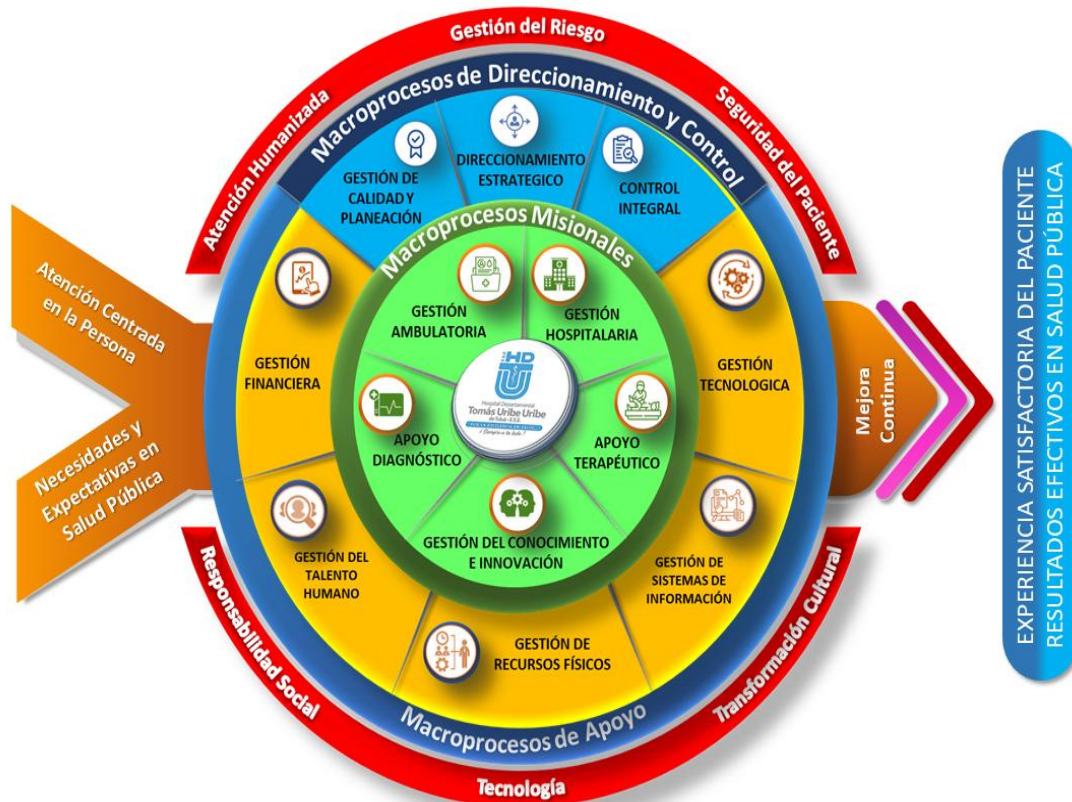 Gestión del Riesgo
Atención Humanizada
Seguridad del Paciente
Macroprocesos de Direccionamiento y Control
GESTIÓN DE
CALIDAD Y
PLANEACIÓN
DIRECCIONAMIENTO
ESTRATEGICO
CONTROL
INTEGRAL
Macroprocesos Misionales
GESTIÓN
AMBULATORIA
GESTIÓN
HOSPITALARIA
APOYO
DIAGNÓSTICO
APOYO
TERAPÉUTICO
GESTIÓN DEL CONOCIMIENTO
E INNOVACIÓN
HD
Hospital Departamental
Tomás Uribe Uribe
GESTIÓN
FINANCIERA
GESTIÓN
TECNOLOGICA
GESTIÓN DEL
TALENTO
HUMANO
GESTIÓN DE
SISTEMAS DE
INFORMACIÓN
GESTIÓN DE
RECURSOS FÍSICOS
Macroprocesos de Apoyo
Responsabilidad Social
Tecnología
Transformación Cultural
Atención Centrada
en la Persona
Necesidades y
Expectativas en
Salud Pública
Mejora
Continua
EXPERIENCIA SATISFACTORIA DEL PACIENTE
RESULTADOS EFECTIVOS EN SALUD PÚBLICA